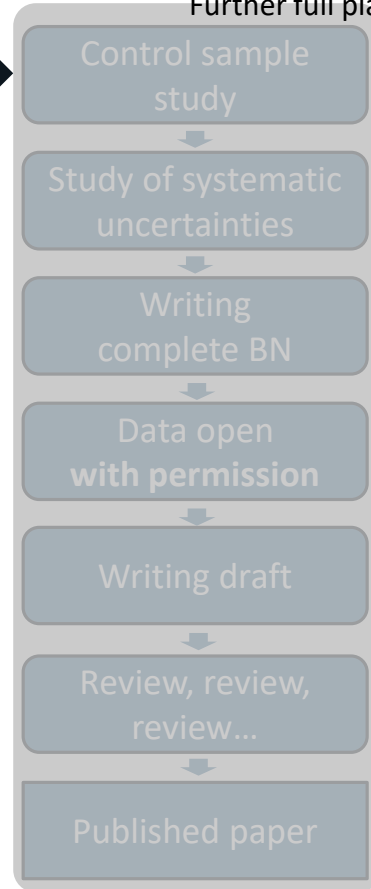 Further full pla
Control sample
study
Study of systematic
uncertainties
Writing
complete BN
Data open
with permission
Writing draft
Review, review,
review…
Published paper